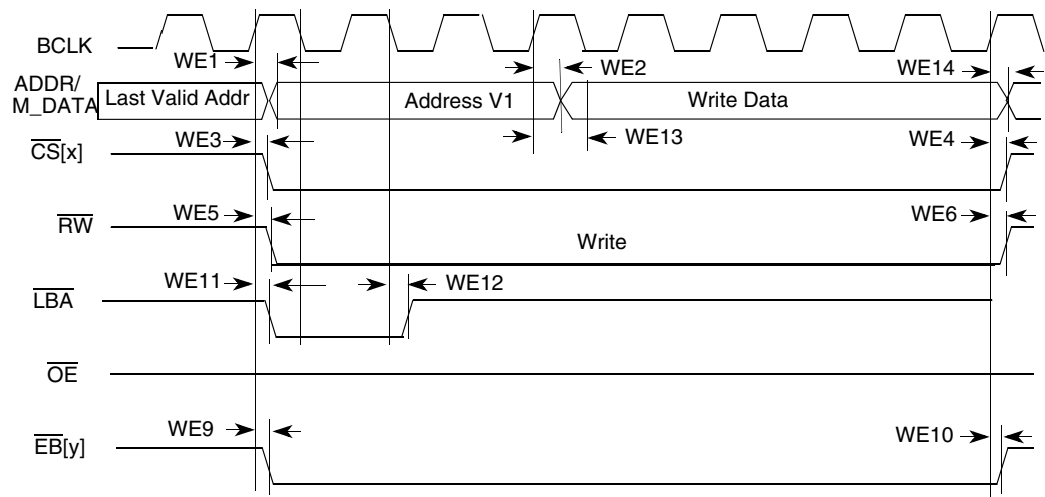 BCLK
WE1
WE2
WE14
ADDR/
M_DATA
Last Valid Addr
Address V1
Write Data
WE3
WE13
WE4
CS[x]
WE5
WE6
RW
Write
WE11
WE12
LBA
OE
WE9
WE10
EB[y]